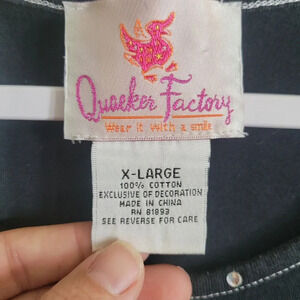 Quacker Factory
Wear it with a smile
X-LARGE
100% COTTON
EXCLUSIVE OF DECORATION
MADE IN CHINA
RN 81893
SEE REVERSE FOR CARE